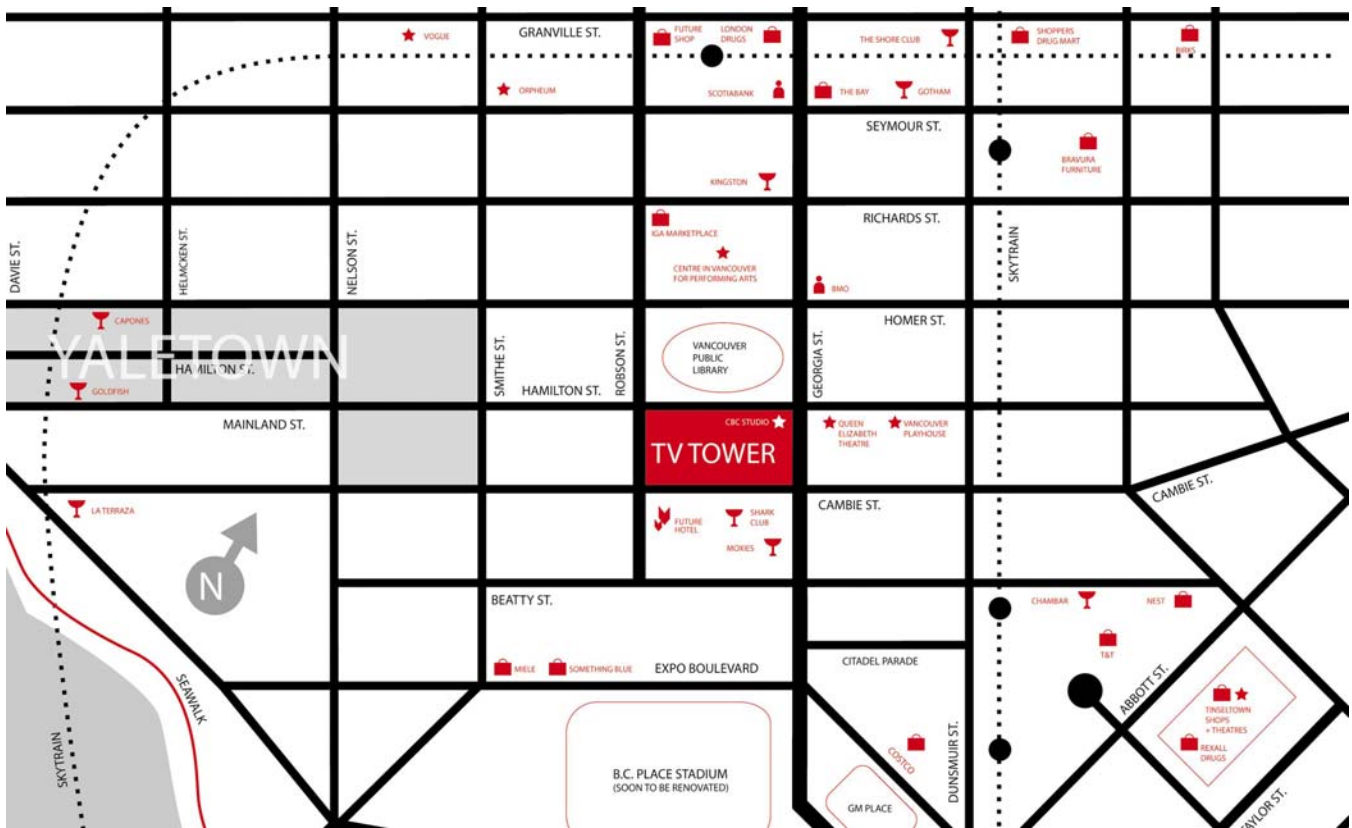 VOGUE
GRANVILLE ST.
FUTURE
SHOP
LONDON
DRUGS
THE SHORE CLUB
SHOPPERS
DRUG MART
BIRKS
ORPHEUM
SCOTIABANK
THE BAY
GOTHAM
SEYMOUR ST.
BRAVURA
FURNITURE
KINGSTON
IGA MARKETPLACE
RICHARDS ST.
CENTRE IN VANCOUVER
FOR PERFORMING ARTS
BMO
DAVIE ST.
HELMCKEN ST.
NELSON ST.
SKYTRAIN
CAPONES
YALETOWN
HAMILTON ST.
GOLDFISH
SMITHE ST.
HAMILTON ST.
ROBSON ST.
VANCOUVER
PUBLIC
LIBRARY
GEORGIA ST.
HOMER ST.
MAINLAND ST.
CBC STUDIO
TV TOWER
QUEEN
ELIZABETH
THEATRE
VANCOUVER
PLAYHOUSE
LA TERRAZA
FUTURE
HOTEL
SHARK
CLUB
MOXIES
CAMBIE ST.
CAMBIE ST.
N
BEATTY ST.
CHAMBAR
NEST
T&T
MIELE
SOMETHING BLUE
EXPO BOULEVARD
CITADEL PARADE
ABBOTT ST.
TINSELTOWN
SHOPS
+ THEATRES
REXALL
DRUGS
SEAWALK
SKYTRAIN
B.C. PLACE STADIUM
(SOON TO BE RENOVATED)
COSTCO
GM PLACE
DUNSMUIR ST.
TAYLOR ST.